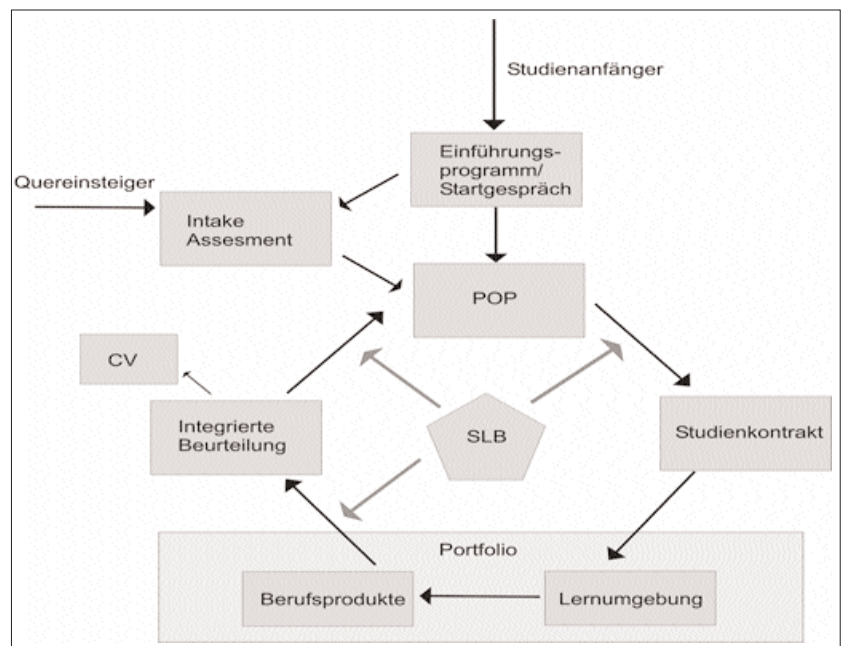 Studienanfänger
Einführungs-
programm/
Startgespräch
Quereinsteiger
Intake
Assesment
POP
CV
Integrierte
Beurteilung
SLB
Studienkontrakt
Portfolio
Berufsprodukte
Lernumgebung